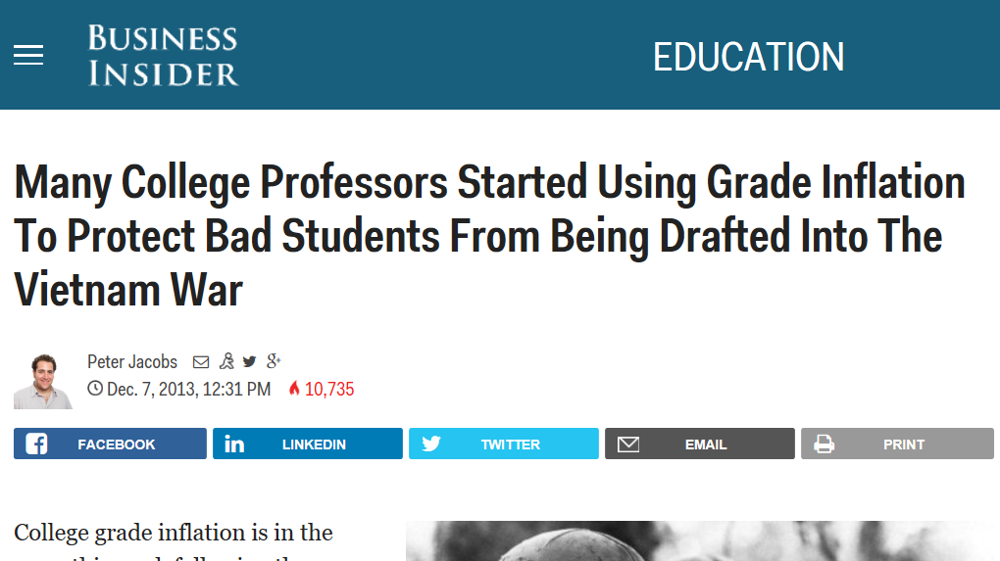 BUSINESS
INSIDER
EDUCATION
Many College Professors Started Using Grade Inflation
To Protect Bad Students From Being Drafted Into The
Vietnam War
Peter Jacobs
Dec. 7, 2013, 12:31 PM 10,735
FACEBOOK LINKEDIN TWITTER EMAIL PRINT
College grade inflation is in the